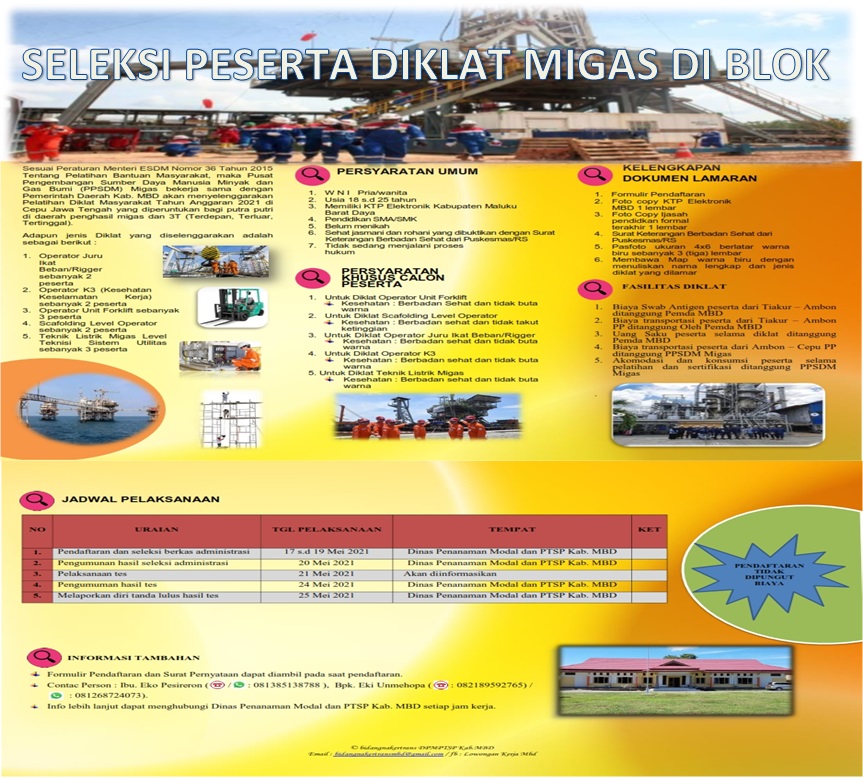 SELEKSI PESERTA DIKLAT MIGAS DI BLOK
Sesuai Peraturan Menteri ESDM Nomor 36 Tahun 2015
Tentang Pelatihan Bantuan Masyarakat, maka Pusat
Pengembangan Sumber Daya Manusia Minyak dan
Gas Bumi (PPSDM) Migas bekerja sama dengan
Pemerintah Daerah Kab. MBD akan menyelenggarakan
Pelatihan Diklat Masyarakat Tahun Anggaran 2021 di
Cepu Jawa Tengah yang diperuntukan bagi putra putri
di daerah penghasil migas dan 3T (Terdepan, Terluar,
Tertinggal).
Adapun jenis Diklat yang diselenggarakan adalah
sebagai berikut :
1. Operator Juru
Ikat
Beban/Rigger
sebanyak 2
peserta
2. Operator K3 (Kesehatan
Keselamatan Kerja)
sebanyak 2 peserta
3. Operator Unit Forklift sebanyak
3 peserta
4. Scafolding Level Operator
sebanyak 2 peserta
5. Teknik Listrik Migas Level
Teknisi Sistem Utilitas
sebanyak 3 peserta
PERSYARATAN UMUM
1. W N I Pria/wanita
2. Usia 18 s.d 25 tahun
3. Memiliki KTP Elektronik Kabupaten Maluku
Barat Daya
4. Pendidikan SMA/SMK
5. Belum menikah
6. Sehat jasmani dan rohani yang dibuktikan dengan Surat
Keterangan Berbadan Sehat dari Puskesmas/RS
7. Tidak sedang menjalani proses
hukum
PERSYARATAN
KHUSUS CALON
PESERTA
1. Untuk Diklat Operator Unit Forklift
Kesehatan : Berbadan Sehat dan tidak buta
warna
2. Untuk Diklat Scafolding Level Operator
Kesehatan : Berbadan sehat dan tidak takut
ketinggian
3. Untuk Diklat Operator Juru Ikat Beban/Rigger
Kesehatan : Berbadan sehat dan tidak buta
warna
4. Untuk Diklat Operator K3
Kesehatan : Berbadan sehat dan tidak buta
warna
5. Untuk Diklat Teknik Listrik Migas
Kesehatan : Berbadan sehat dan tidak buta
warna
KELENGKAPAN
DOKUMEN LAMARAN
1. Formulir Pendaftaran
2. Foto copy KTP Elektronik
MBD 1 lembar
3. Foto Copy Ijasah
pendidikan formal
terakhir 1 lembar
4. Surat Keterangan Berbadan Sehat dari
Puskesmas/RS
5. Pasfoto ukuran 4x6 berlatar warna
biru sebanyak 3 (tiga) lembar
6. Membawa Map warna biru dengan
menuliskan nama lengkap dan jenis
diklat yang dilamar
FASILITAS DIKLAT
1. Biaya Swab Antigen peserta dari Tiakur – Ambon
ditanggung Pemda MBD
2. Biaya transportasi peserta dari Tiakur – Ambon
PP ditanggung Oleh Pemda MBD
3. Uang Saku peserta selama diklat ditanggung
Pemda MBD
4. Biaya transportasi peserta dari Ambon – Cepu PP
ditanggung PPSDM Migas
5. Akomodasi dan konsumsi peserta selama
pelatihan dan sertifikasi ditanggung PPSDM
Migas
JADWAL PELAKSANAAN
NO URAIAN TGL PELAKSANAAN TEMPAT KET
1. Pendaftaran dan seleksi berkas administrasi 17 s.d 19 Mei 2021 Dinas Penanaman Modal dan PTSP Kab. MBD
2. Pengumunan hasil seleksi administrasi 20 Mei 2021 Dinas Penanaman Modal dan PTSP Kab. MBD
3. Pelaksanaan tes 21 Mei 2021 Akan diinformasikan
4. Pengumuman hasil tes 24 Mei 2021 Dinas Penanaman Modal dan PTSP Kab. MBD
5. Melaporkan diri tanda lulus hasil tes 25 Mei 2021 Dinas Penanaman Modal dan PTSP Kab. MBD
PENDAFTARAN
TIDAK
DIPUNGUT
BIAYA
INFORMASI TAMBAHAN
Formulir Pendaftaran dan Surat Pernyataan dapat diambil pada saat pendaftaran.
Contac Person : Ibu. Eko Pesireron ( / : 081385138788 ), Bpk. Eki Unmehopa ( : 082189592765) /
: 081268724073).
Info lebih lanjut dapat menghubungi Dinas Penanaman Modal dan PTSP Kab. MBD setiap jam kerja.
© bidangnakertrans DPMPTSP Kab.MBD
Email : bidangnakertransmbd@gmail.com / fb : Lowongan Kerja Mbd